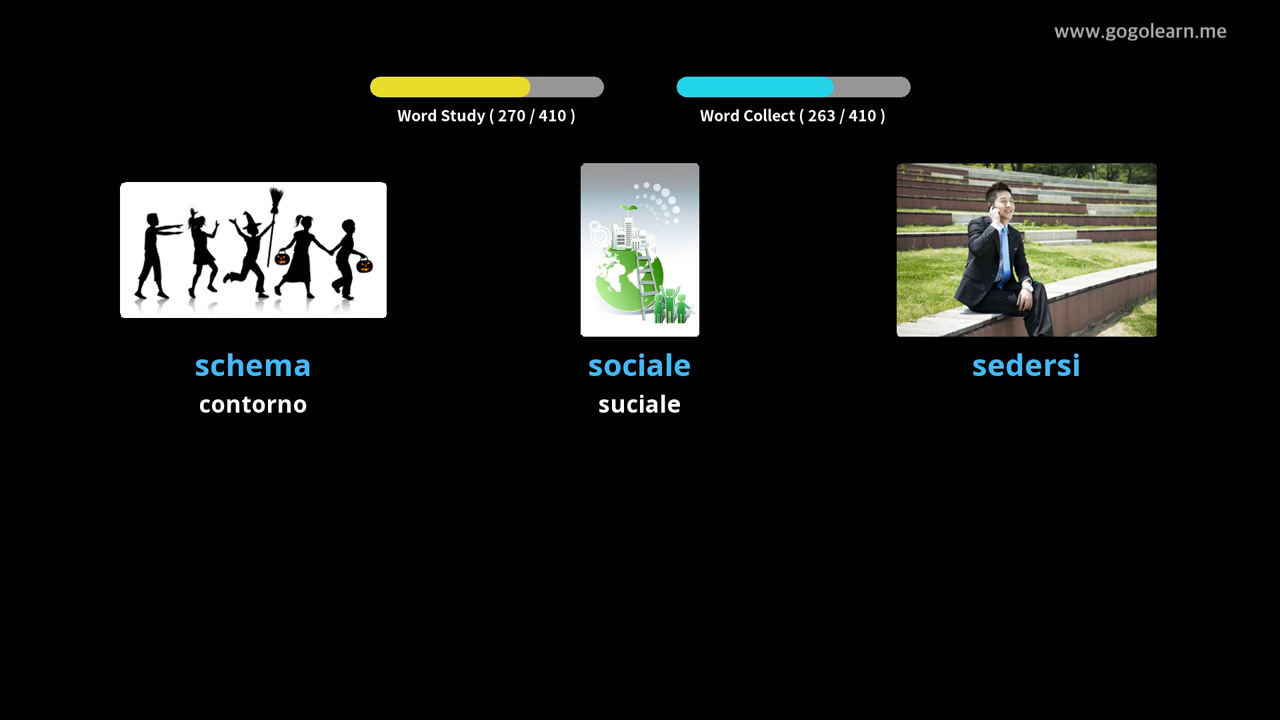 www.gogolearn.me
Word Study ( 270 / 410 )
Word Collect ( 263 / 410 )
schema
contorno
sociale
suciale
sedersi